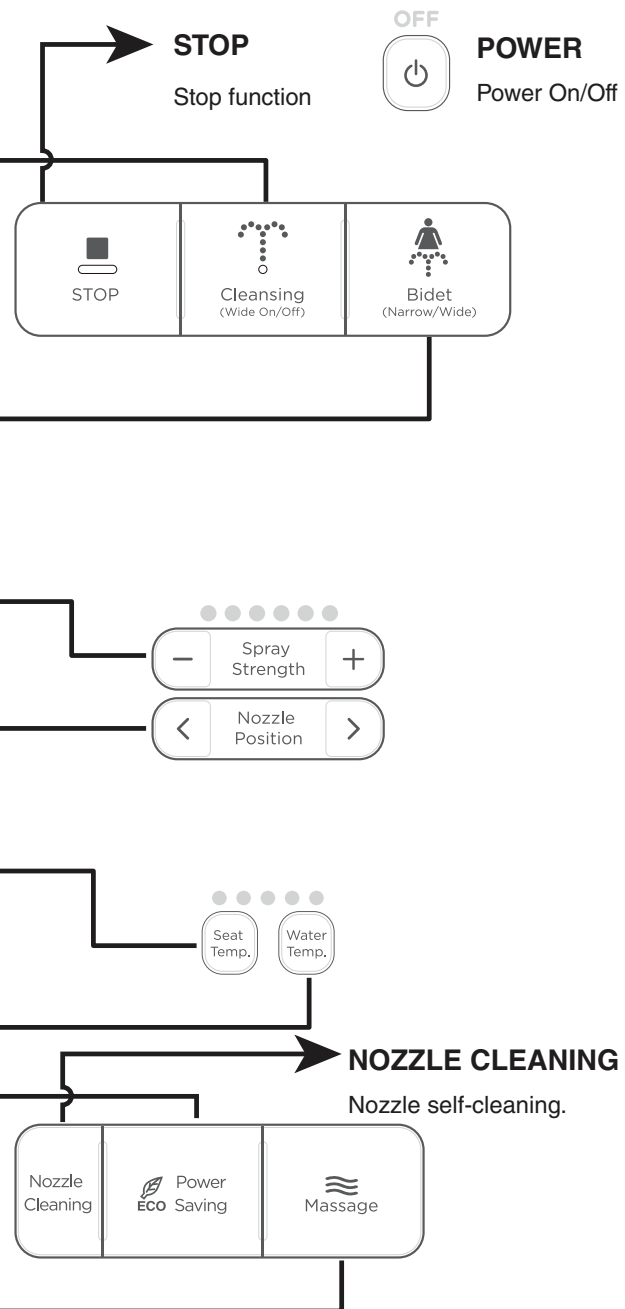 OFF
STOP
POWER
Stop function
Power On/Off
STOP
Cleansing
(Wide On/Off)
Bidet
(Narrow/Wide)
Spray
Strength
Nozzle
Position
Seat
Temp.
Water
Temp.
NOZZLE CLEANING
Nozzle self-cleaning.
Nozzle
Cleaning
Power
ECO Saving
Massage